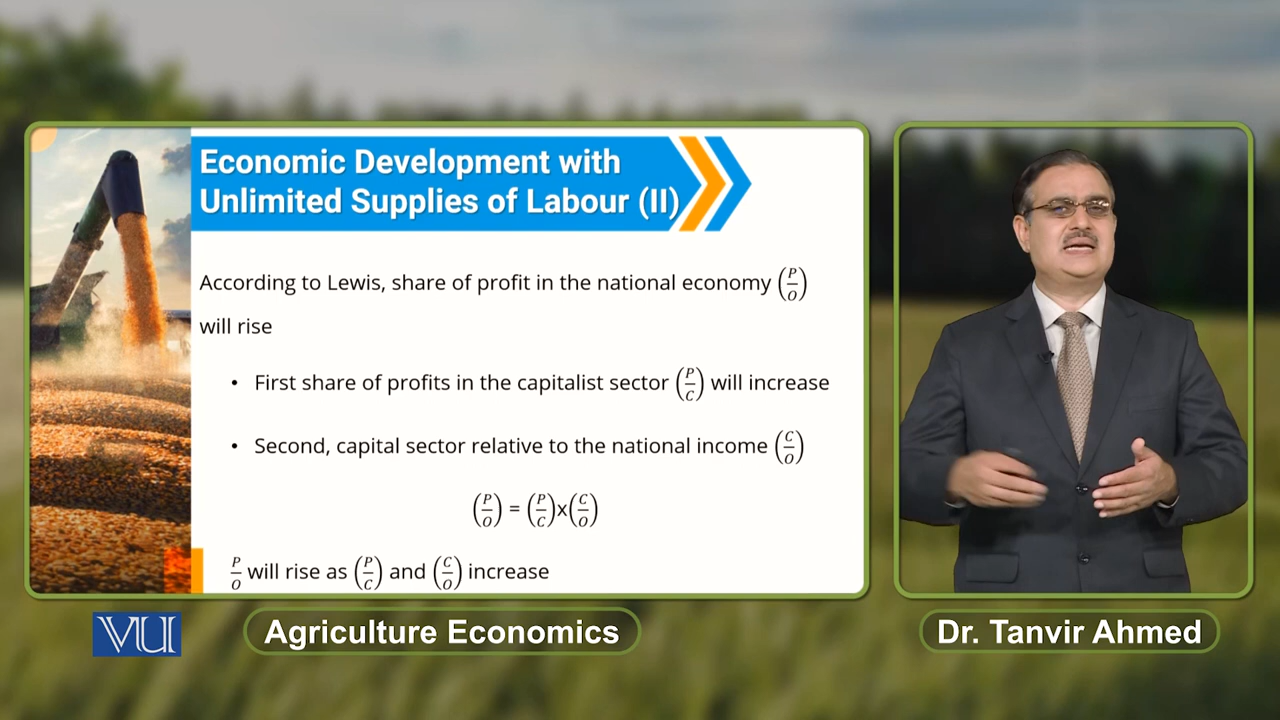 Economic Development with
Unlimited Supplies of Labour (II)
According to Lewis, share of profit in the national economy (P/O)
will rise
• First share of profits in the capitalist sector (P/C) will increase
• Second, capital sector relative to the national income (C/O)
(P/O) = (P/C)x(C/O)
P/O will rise as (P/C) and (C/O) increase
VU
Agriculture Economics
Dr. Tanvir Ahmed